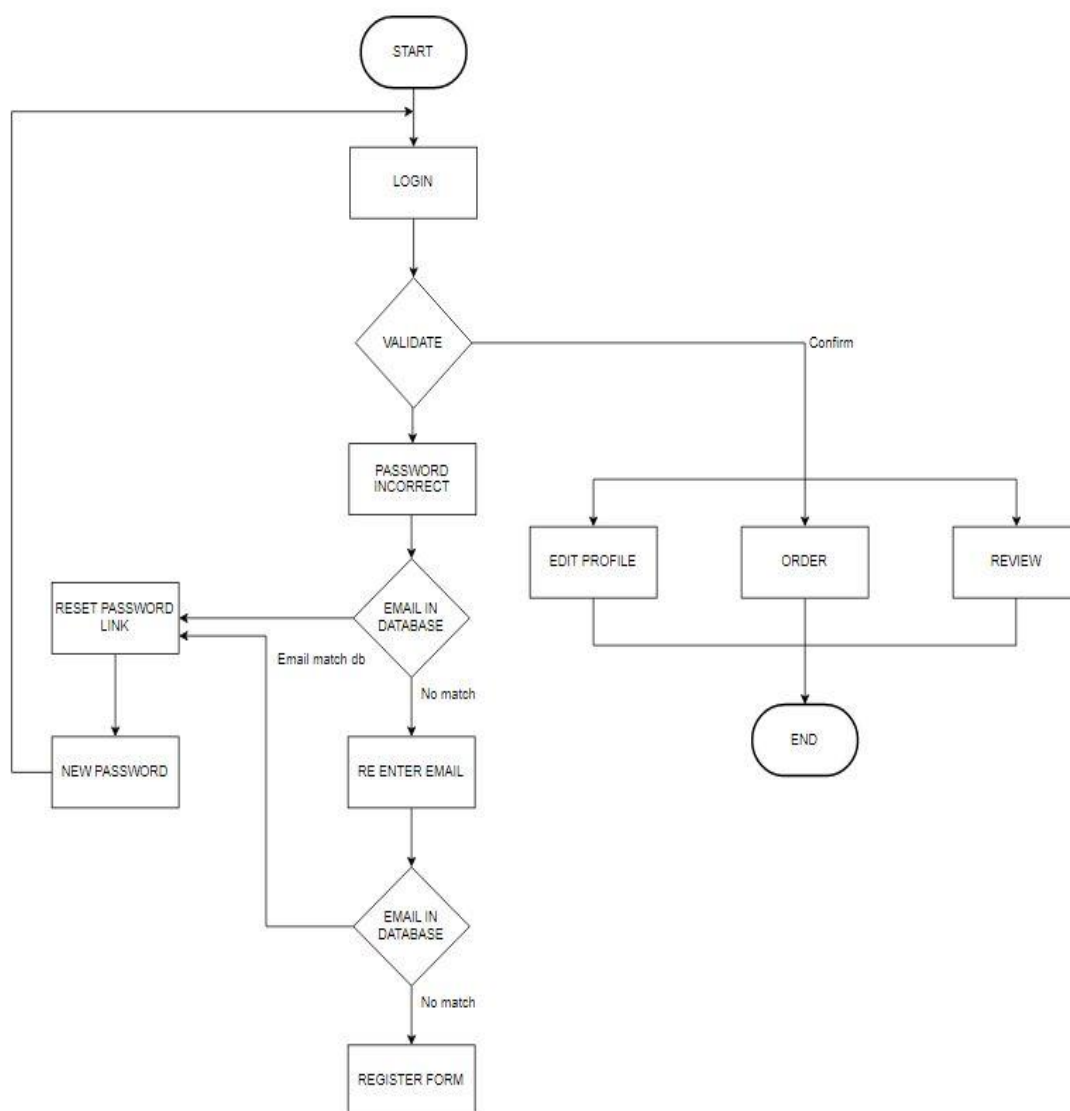 START
LOGIN
VALIDATE
Confirm
PASSWORD
INCORRECT
EDIT PROFILE
ORDER
REVIEW
RESET PASSWORD
LINK
EMAIL IN
DATABASE
Email match db
No match
END
NEW PASSWORD
RE ENTER EMAIL
EMAIL IN
DATABASE
No match
REGISTER FORM